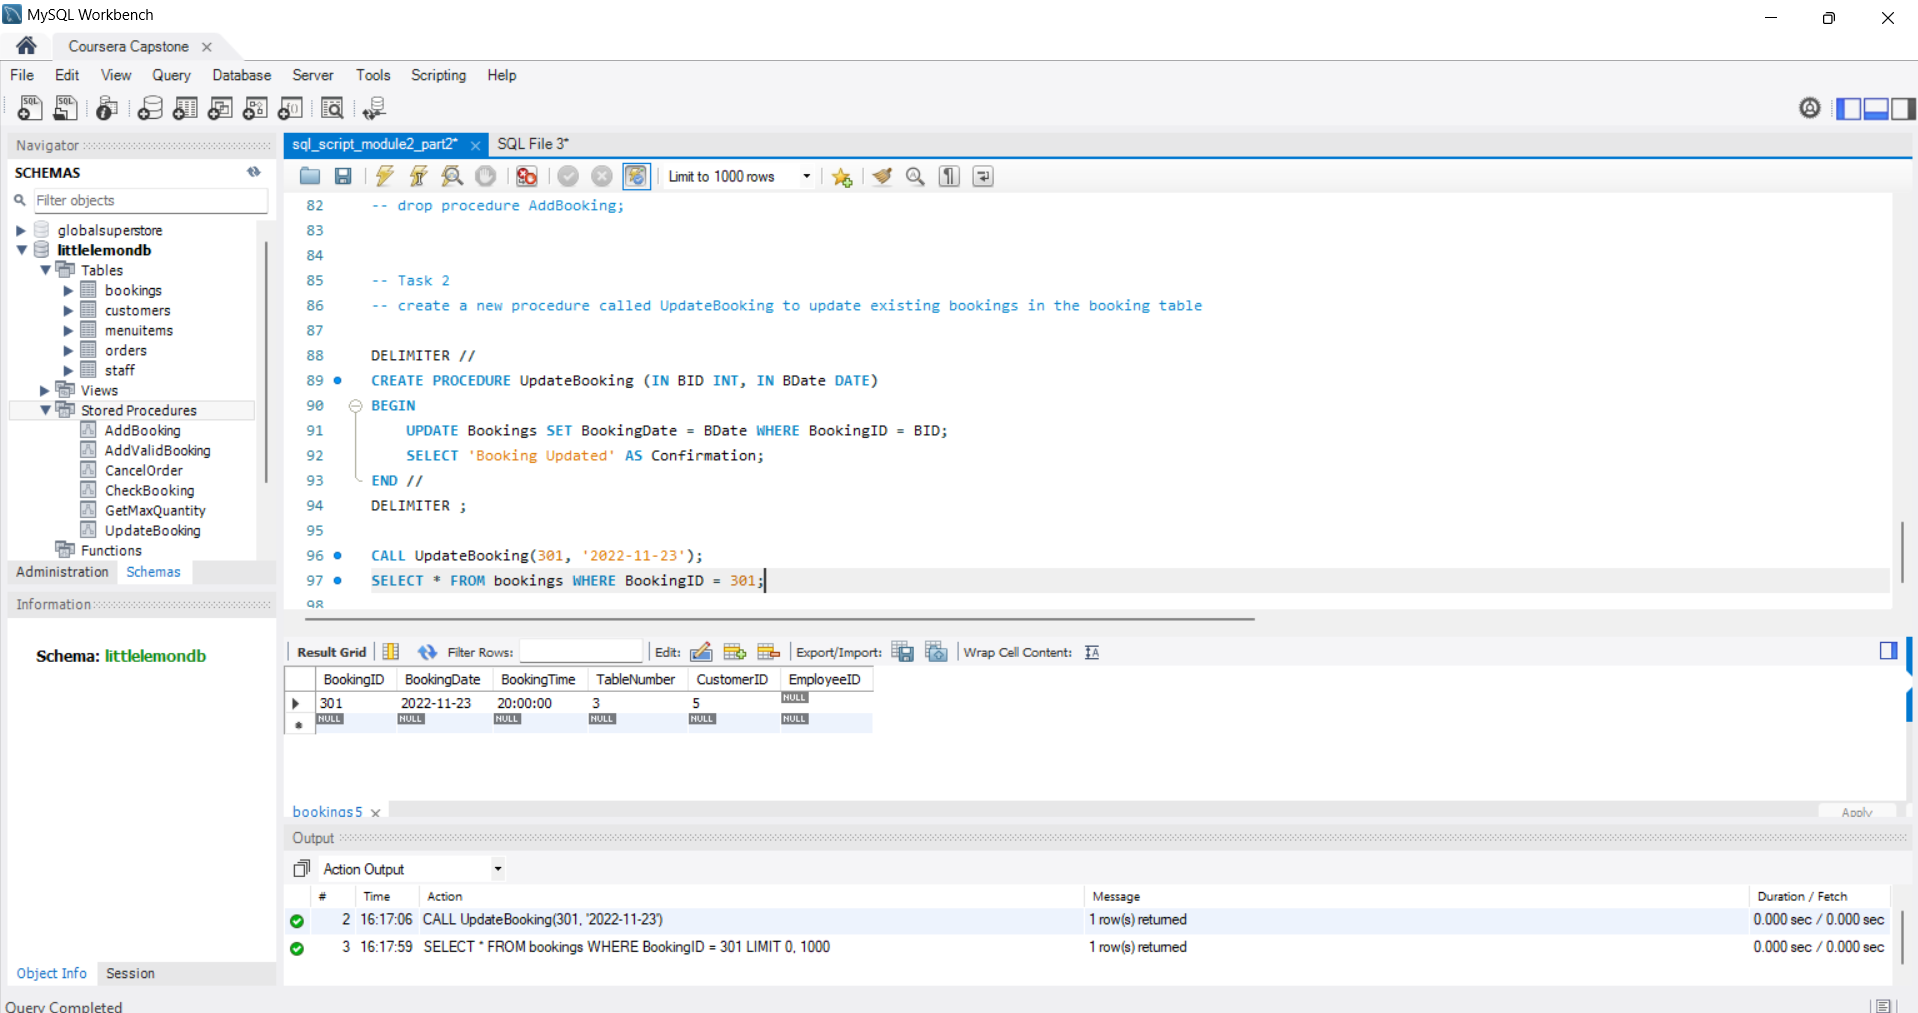 MySQL Workbench
Coursera Capstone
File Edit View Query Database Server Tools Scripting Help
Navigator
SCHEMAS
Filter objects
globalsuperstore
littlelemondb
Tables
bookings
customers
menuitems
orders
staff
Views
Stored Procedures
AddBooking
AddValidBooking
CancelOrder
CheckBooking
GetMaxQuantity
UpdateBooking
Functions
Administration Schemas
Information
Schema: littlelemondb
Object Info Session
Query Completed
sql_script_module2_part2* SQL File 3*
Limit to 1000 rows
82 -- drop procedure AddBooking;
83
84
85 -- Task 2
86 -- create a new procedure called UpdateBooking to update existing bookings in the booking table
87
88 DELIMITER //
89 CREATE PROCEDURE UpdateBooking (IN BID INT, IN BDate DATE)
90 BEGIN
91 UPDATE Bookings SET BookingDate = BDate WHERE BookingID = BID;
92 SELECT 'Booking Updated' AS Confirmation;
93 END //
94 DELIMITER ;
95
96 CALL UpdateBooking(301, '2022-11-23');
97 SELECT * FROM bookings WHERE BookingID = 301;
98
Result Grid Filter Rows: Edit: Export/Import: Wrap Cell Content:
BookingID BookingDate BookingTime TableNumber CustomerID EmployeeID
301 2022-11-23 20:00:00 3 5 NULL
NULL NULL NULL NULL NULL NULL
bookings5 Apply
Output
Action Output
# Time Action Message Duration / Fetch
2 16:17:06 CALL UpdateBooking(301, '2022-11-23') 1 row(s) returned 0.000 sec / 0.000 sec
3 16:17:59 SELECT * FROM bookings WHERE BookingID = 301 LIMIT 0, 1000 1 row(s) returned 0.000 sec / 0.000 sec